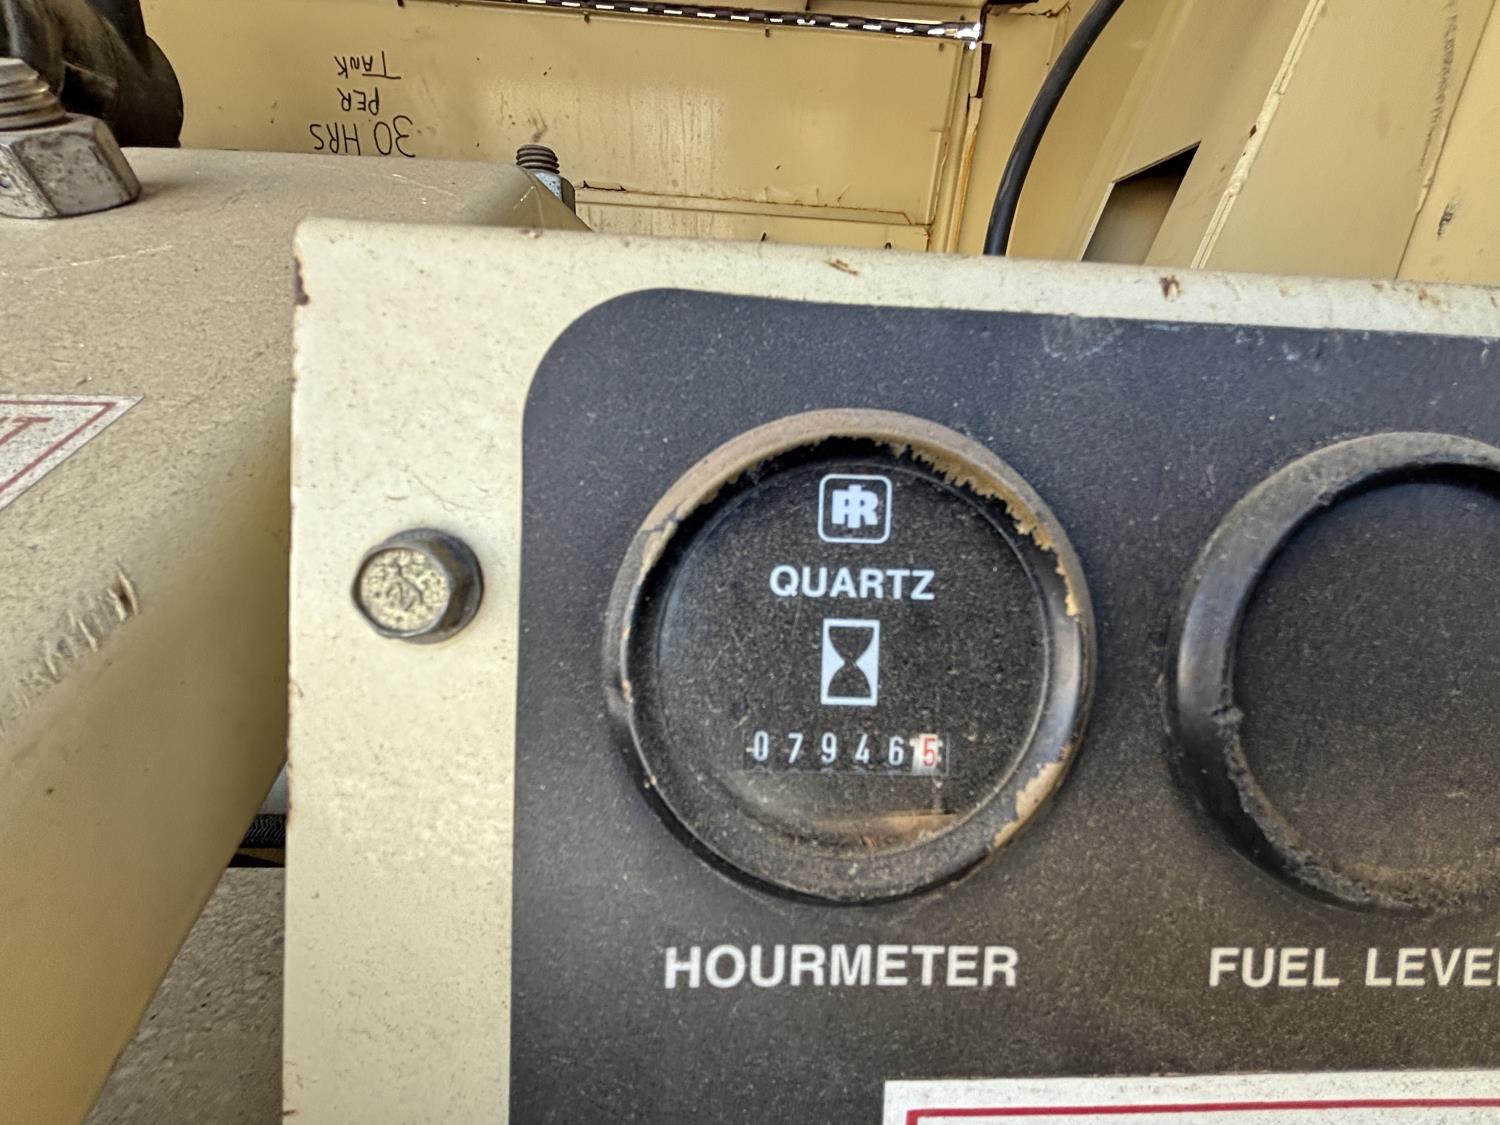 30 HRS
PER
TANK
IR
QUARTZ
079465
HOURMETER
FUEL LEVE